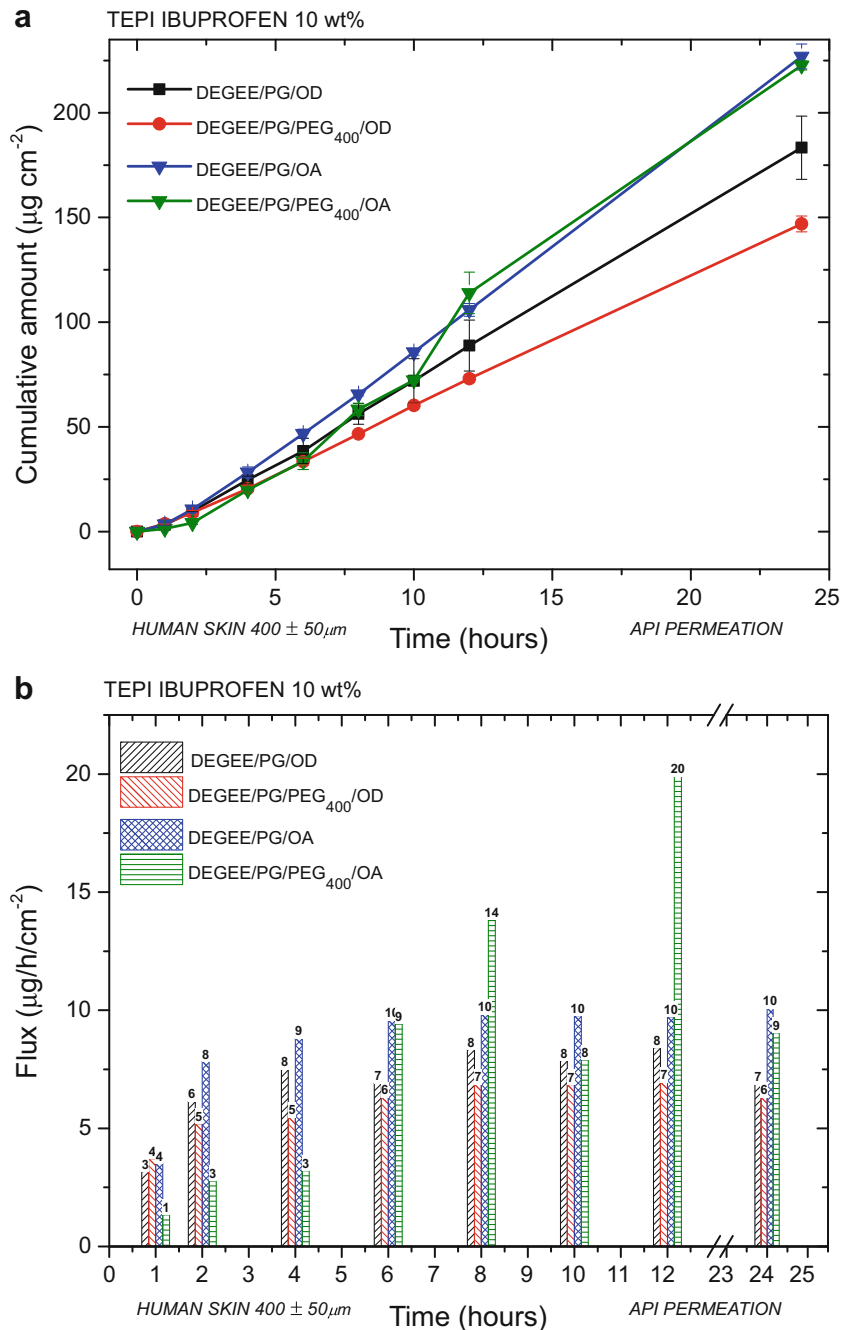 a
TEPI IBUPROFEN 10 wt%
DEGEE/PG/OD
DEGEE/PG/PEG400/OD
DEGEE/PG/OA
DEGEE/PG/PEG400/OA
Cumulative amount (μg cm-2)
200
150
100
50
0
0
5
10
15
20
25
HUMAN SKIN 400 ± 50μm
Time (hours)
API PERMEATION
b
TEPI IBUPROFEN 10 wt%
DEGEE/PG/OD
DEGEE/PG/PEG400/OD
DEGEE/PG/OA
DEGEE/PG/PEG400/OA
Flux (μg/h/cm-2)
20
15
10
5
0
3 4 4 1
6 5 8 3
8 5 9 3
7 6 10 9
8 7 10 14
8 7 10 8
8 7 10 20
7 6 10 9
0 1 2 3 4 5 6 7 8 9 10 11 12 23 24 25
HUMAN SKIN 400 ± 50μm
Time (hours)
API PERMEATION